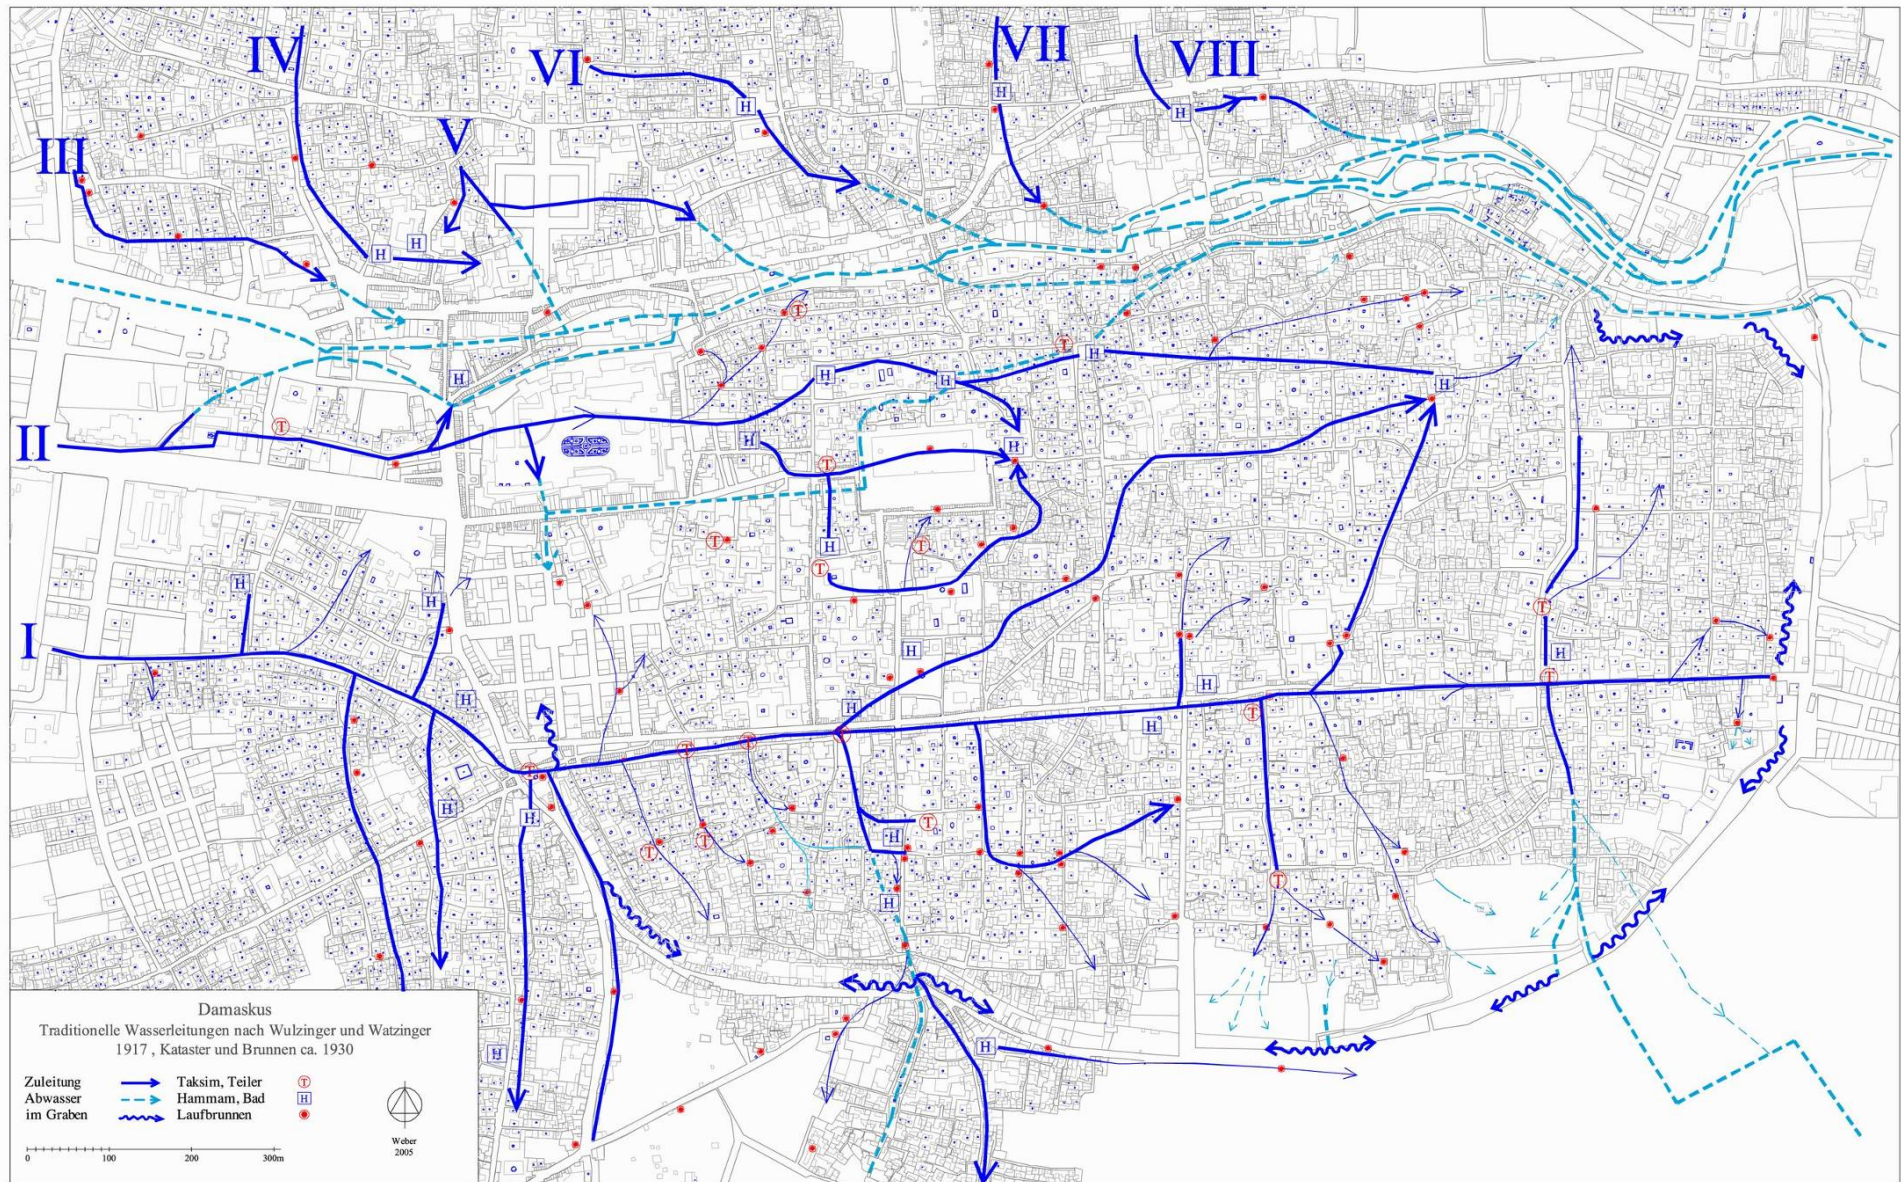 IV
VI
VII
VIII
V
III
II
I
Damaskus
Traditionelle Wasserleitungen nach Wulzinger und Watzinger
1917 , Kataster und Brunnen ca. 1930
Zuleitung
Abwasser
im Graben
Taksim, Teiler T
Hammam, Bad H
Laufbrunnen
Weber
2005
0 100 200 300m